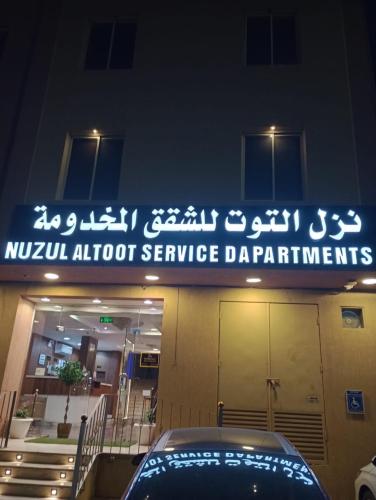 نزل التوت للشقق المخدومة
NUZUL ALTOOT SERVICE DAPARTMENTS